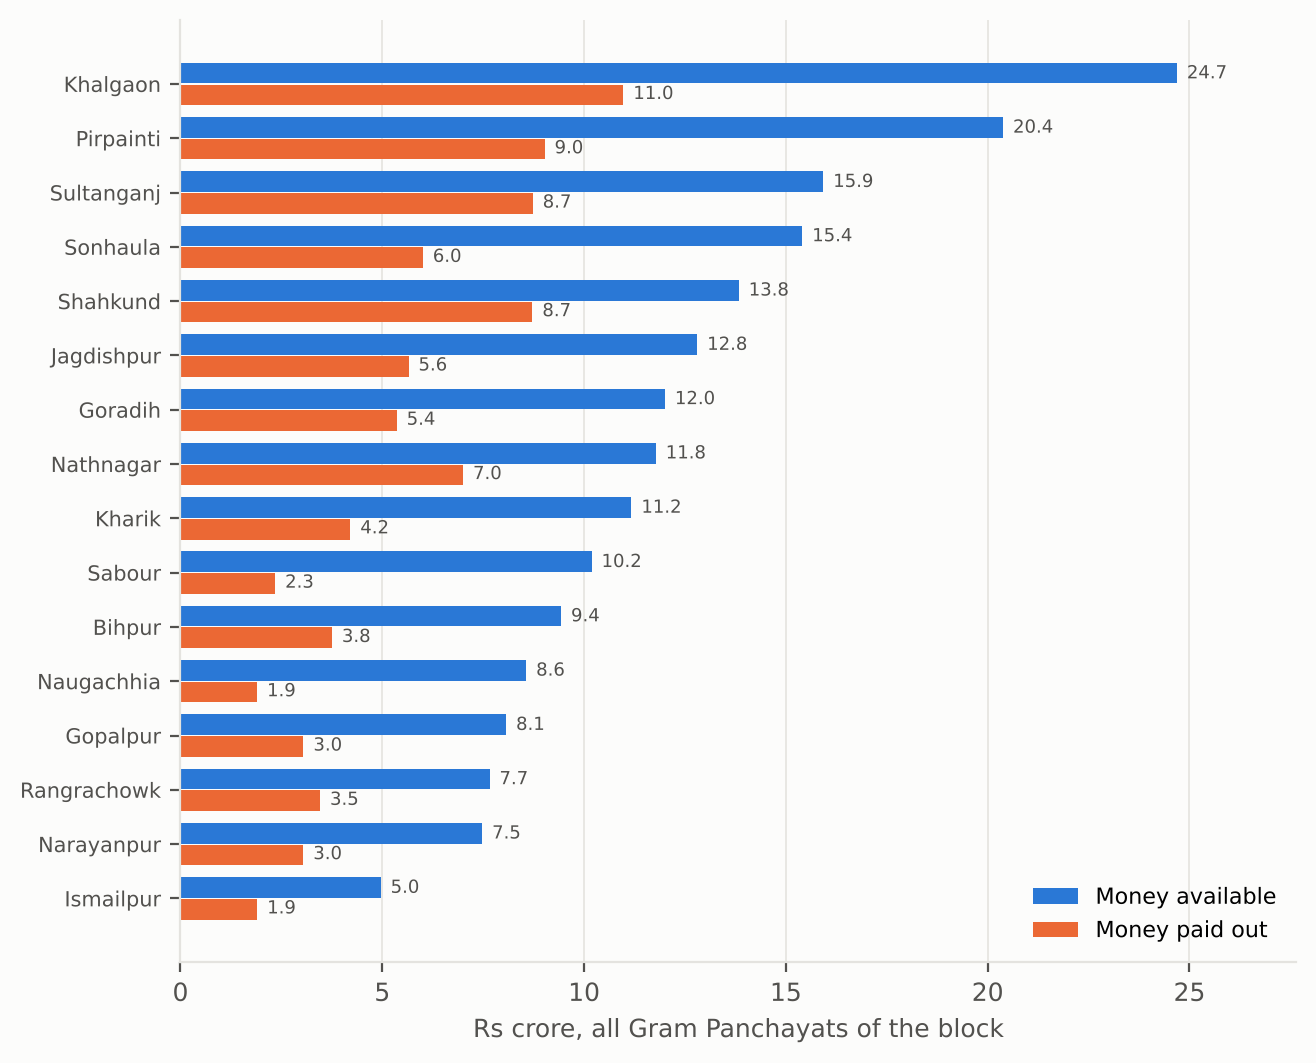 Khalgaon 24.7
11.0
Pirpainti 20.4
9.0
Sultanganj 15.9
8.7
Sonhaula 15.4
6.0
Shahkund 13.8
8.7
Jagdishpur 12.8
5.6
Goradih 12.0
5.4
Nathnagar 11.8
7.0
Kharik 11.2
4.2
Sabour 10.2
2.3
Bihpur 9.4
3.8
Naugachhia 8.6
1.9
Gopalpur 8.1
3.0
Rangrachowk 7.7
3.5
Narayanpur 7.5
3.0
Ismailpur 5.0
1.9
Money available
Money paid out
0 5 10 15 20 25
Rs crore, all Gram Panchayats of the block